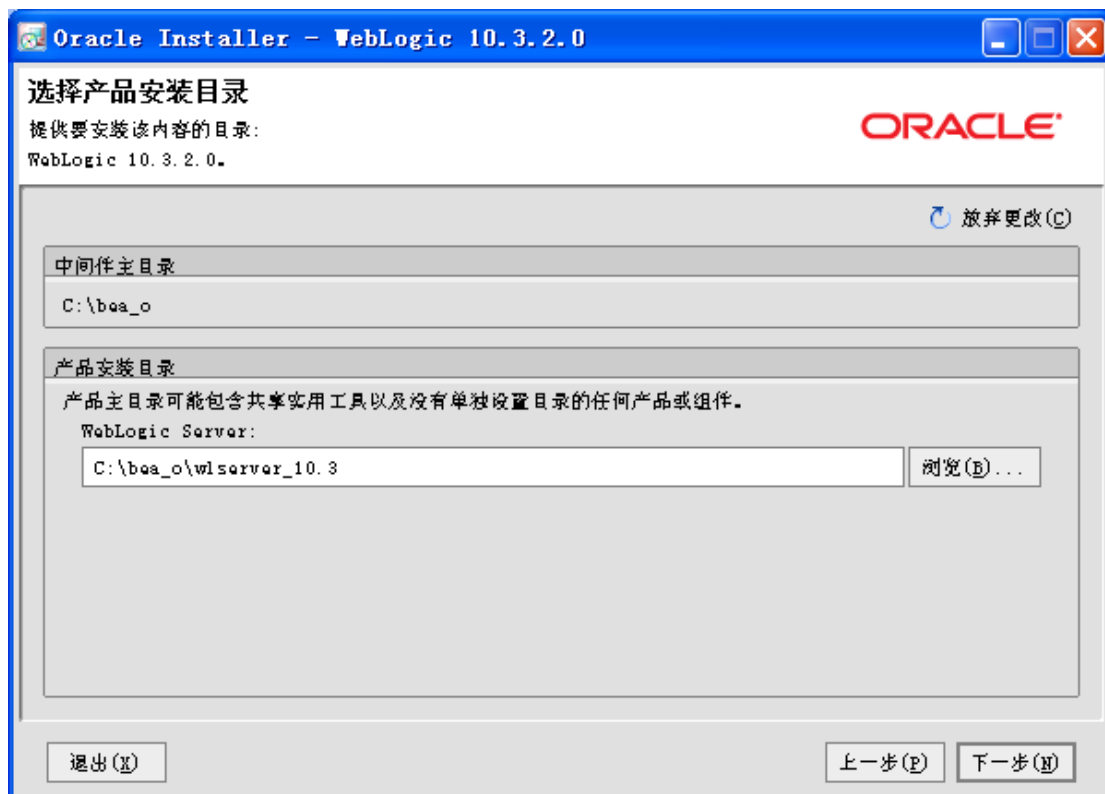 Oracle Installer - WebLogic 10.3.2.0
选择产品安装目录
提供要安装该内容的目录:
WebLogic 10.3.2.0。
ORACLE
放弃更改(C)
中间件主目录
C:\bea_o
产品安装目录
产品主目录可能包含共享实用工具以及没有单独设置目录的任何产品或组件。
WebLogic Server:
C:\bea_o\wlserver_10.3
浏览(B)...
退出(X)
上一步(P)
下一步(N)